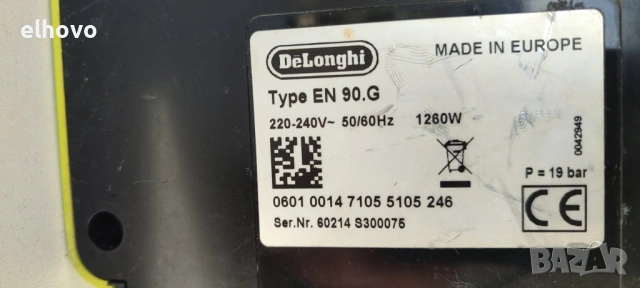 elhovo
DeLonghi
MADE IN EUROPE
Type EN 90.G
220-240V~ 50/60Hz 1260W
0042949
P = 19 bar
0601 0014 7105 5105 246
CE
Ser.Nr. 60214 S300075
BAZAR